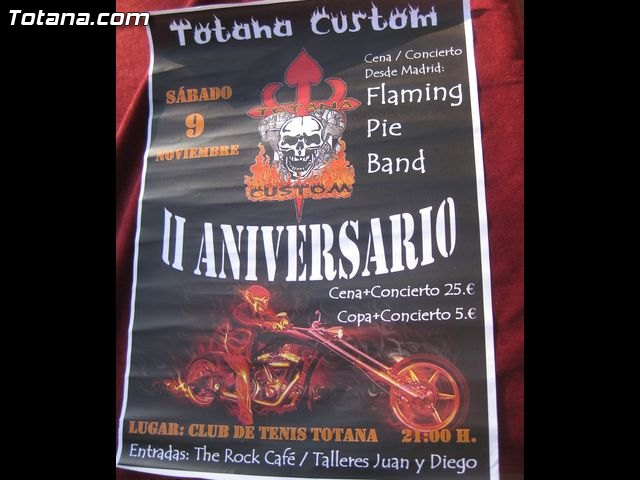 Totana.com
Totana Custom
Cena / Concierto
Desde Madrid:
Flaming
Pie
Band
SÁBADO
9
NOVIEMBRE
TOTANA
CUSTOM
II ANIVERSARIO
Cena+Concierto 25.€
Copa+Concierto 5.€
LUGAR: CLUB DE TENIS TOTANA 21:00 H.
Entradas: The Rock Café / Talleres Juan y Diego